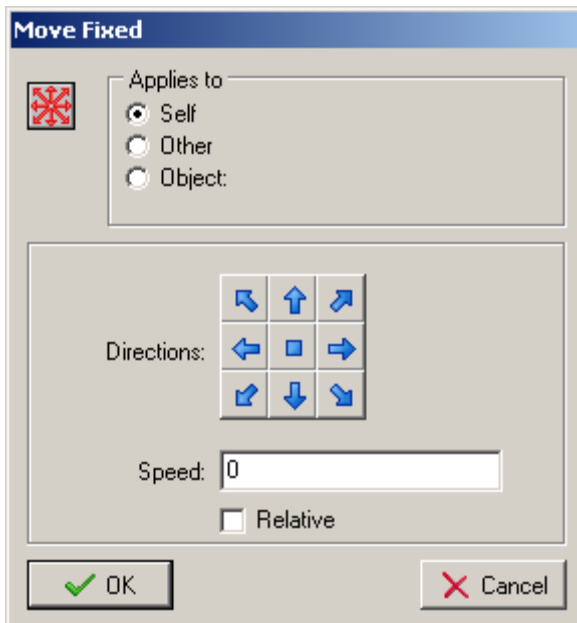 Move Fixed
Applies to
Self
Other
Object:
Directions:
Speed: 0
Relative
OK Cancel